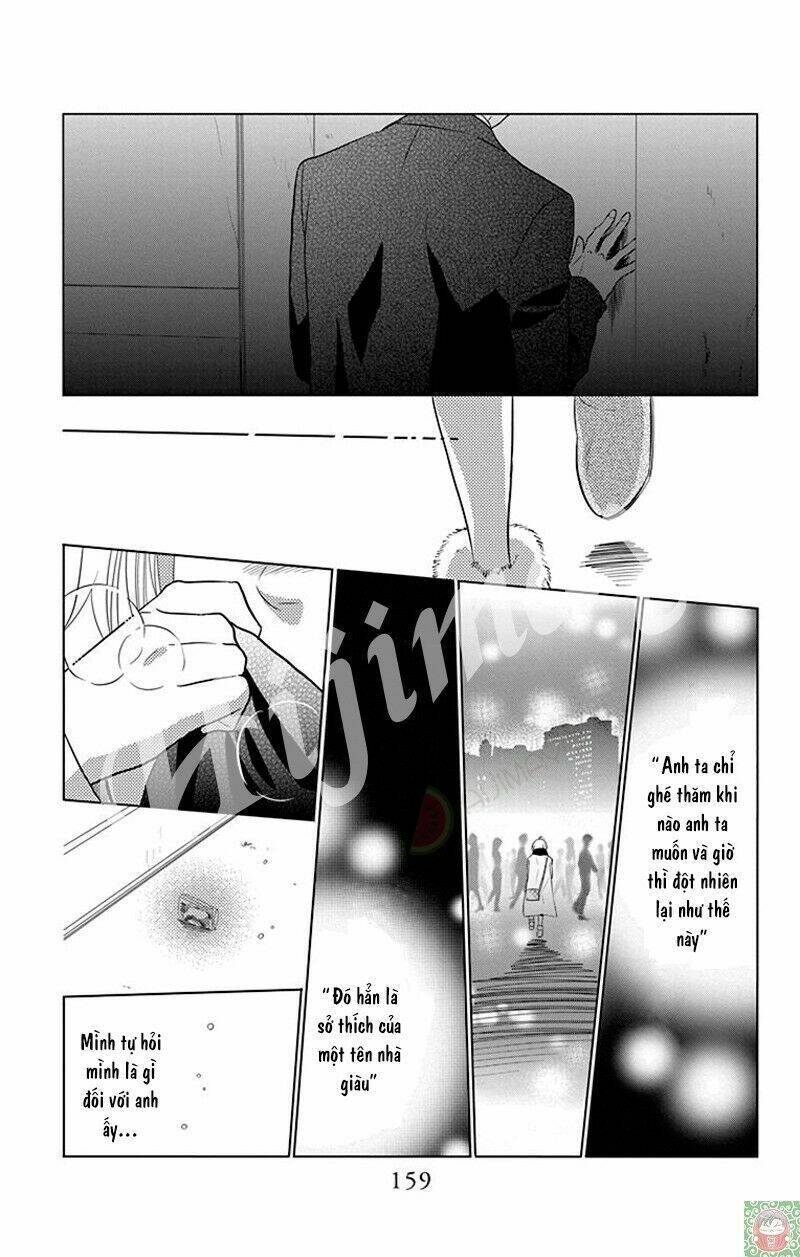 “Anh ta chỉ
ghé thăm khi
nào anh ta
muốn và giờ
thì đột nhiên
lại như thế
này”
“Đó hẳn là
sở thích của
một tên nhà
giàu”
Mình tự hỏi
mình là gì
đối với anh
ấy...
159